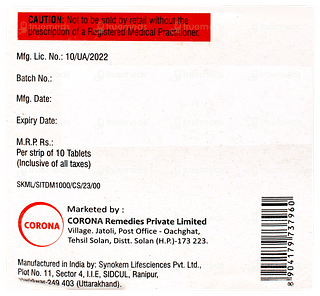 CAUTION: Not to be sold by retail without the
prescription of a Registered Medical Practitioner.
Mfg. Lic. No.: 10/UA/2022
Batch No.:
Mfg. Date:
Expiry Date:
M.R.P. Rs.:
Per strip of 10 Tablets
(Inclusive of all taxes)
SKML/SITDM1000/CS/23/00
CORONA
Marketed by :
CORONA Remedies Private Limited
Village. Jatoli, Post Office - Oachghat,
Tehsil Solan, Distt. Solan (H.P.)-173 223.
Manufactured in India by: Synokem Lifesciences Pvt. Ltd.,
Plot No. 11, Sector 4, I.I.E, SIDCUL, Ranipur,
249 403 (Uttarakhand).
8904179737960